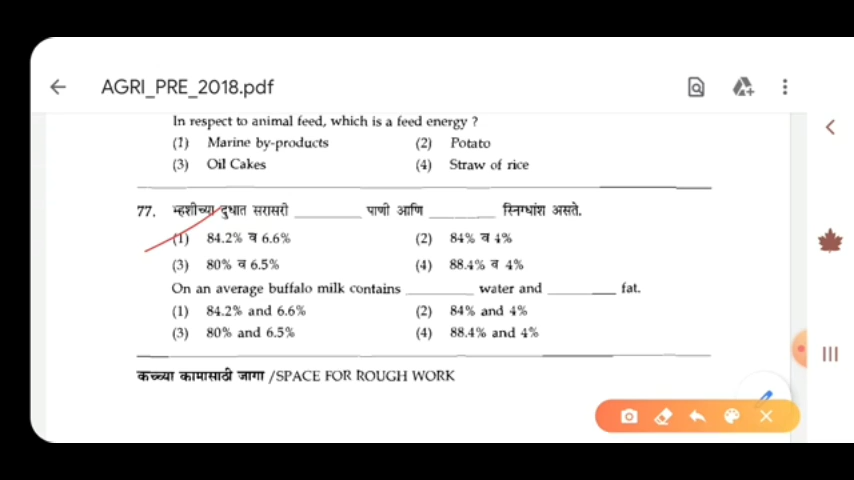 AGRI_PRE_2018.pdf
In respect to animal feed, which is a feed energy ?
(1) Marine by-products (2) Potato
(3) Oil Cakes (4) Straw of rice
77. म्हशीच्या दुधात सरासरी ________ पाणी आणि ________ स्निग्धांश असते.
(1) 84.2% व 6.6% (2) 84% व 4%
(3) 80% व 6.5% (4) 88.4% व 4%
On an average buffalo milk contains ________ water and ________ fat.
(1) 84.2% and 6.6% (2) 84% and 4%
(3) 80% and 6.5% (4) 88.4% and 4%
कच्च्या कामासाठी जागा /SPACE FOR ROUGH WORK